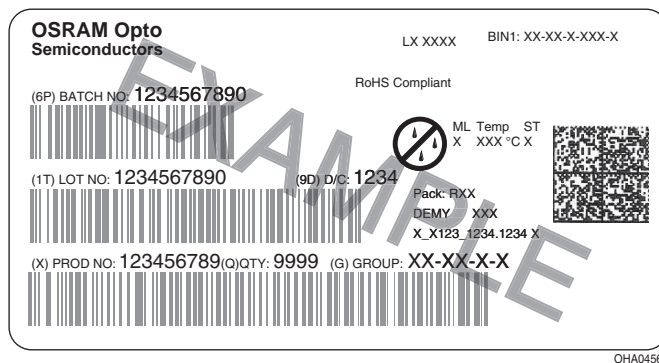 OSRAM Opto
Semiconductors
LX XXXX
BIN1: XX-XX-X-XXX-X
RoHS Compliant
(6P) BATCH NO: 1234567890
ML Temp ST
X XXX °C X
(1T) LOT NO: 1234567890 (9D) D/C: 1234
Pack: RXX
DEMY XXX
X_X123_1234.1234 X
(X) PROD NO: 123456789(Q)QTY: 9999 (G) GROUP: XX-XX-X-X
EXAMPLE
OHA04563